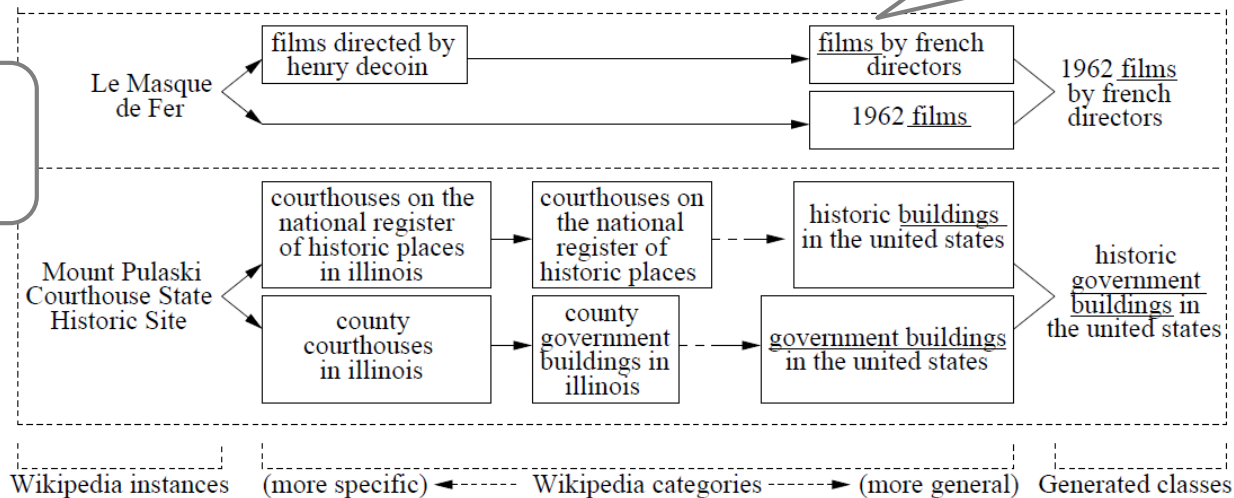 Le Masque
de Fer
films directed by
henry decoin
films by french
directors
1962 films
1962 films
by french
directors
Mount Pulaski
Courthouse State
Historic Site
courthouses on the
national register
of historic places
in illinois
courthouses on
the national
register of
historic places
historic buildings
in the united states
county
courthouses
in illinois
county
government
buildings in
illinois
government buildings
in the united states
historic
government
buildings in
the united states
Wikipedia instances
(more specific)
Wikipedia categories
(more general)
Generated classes